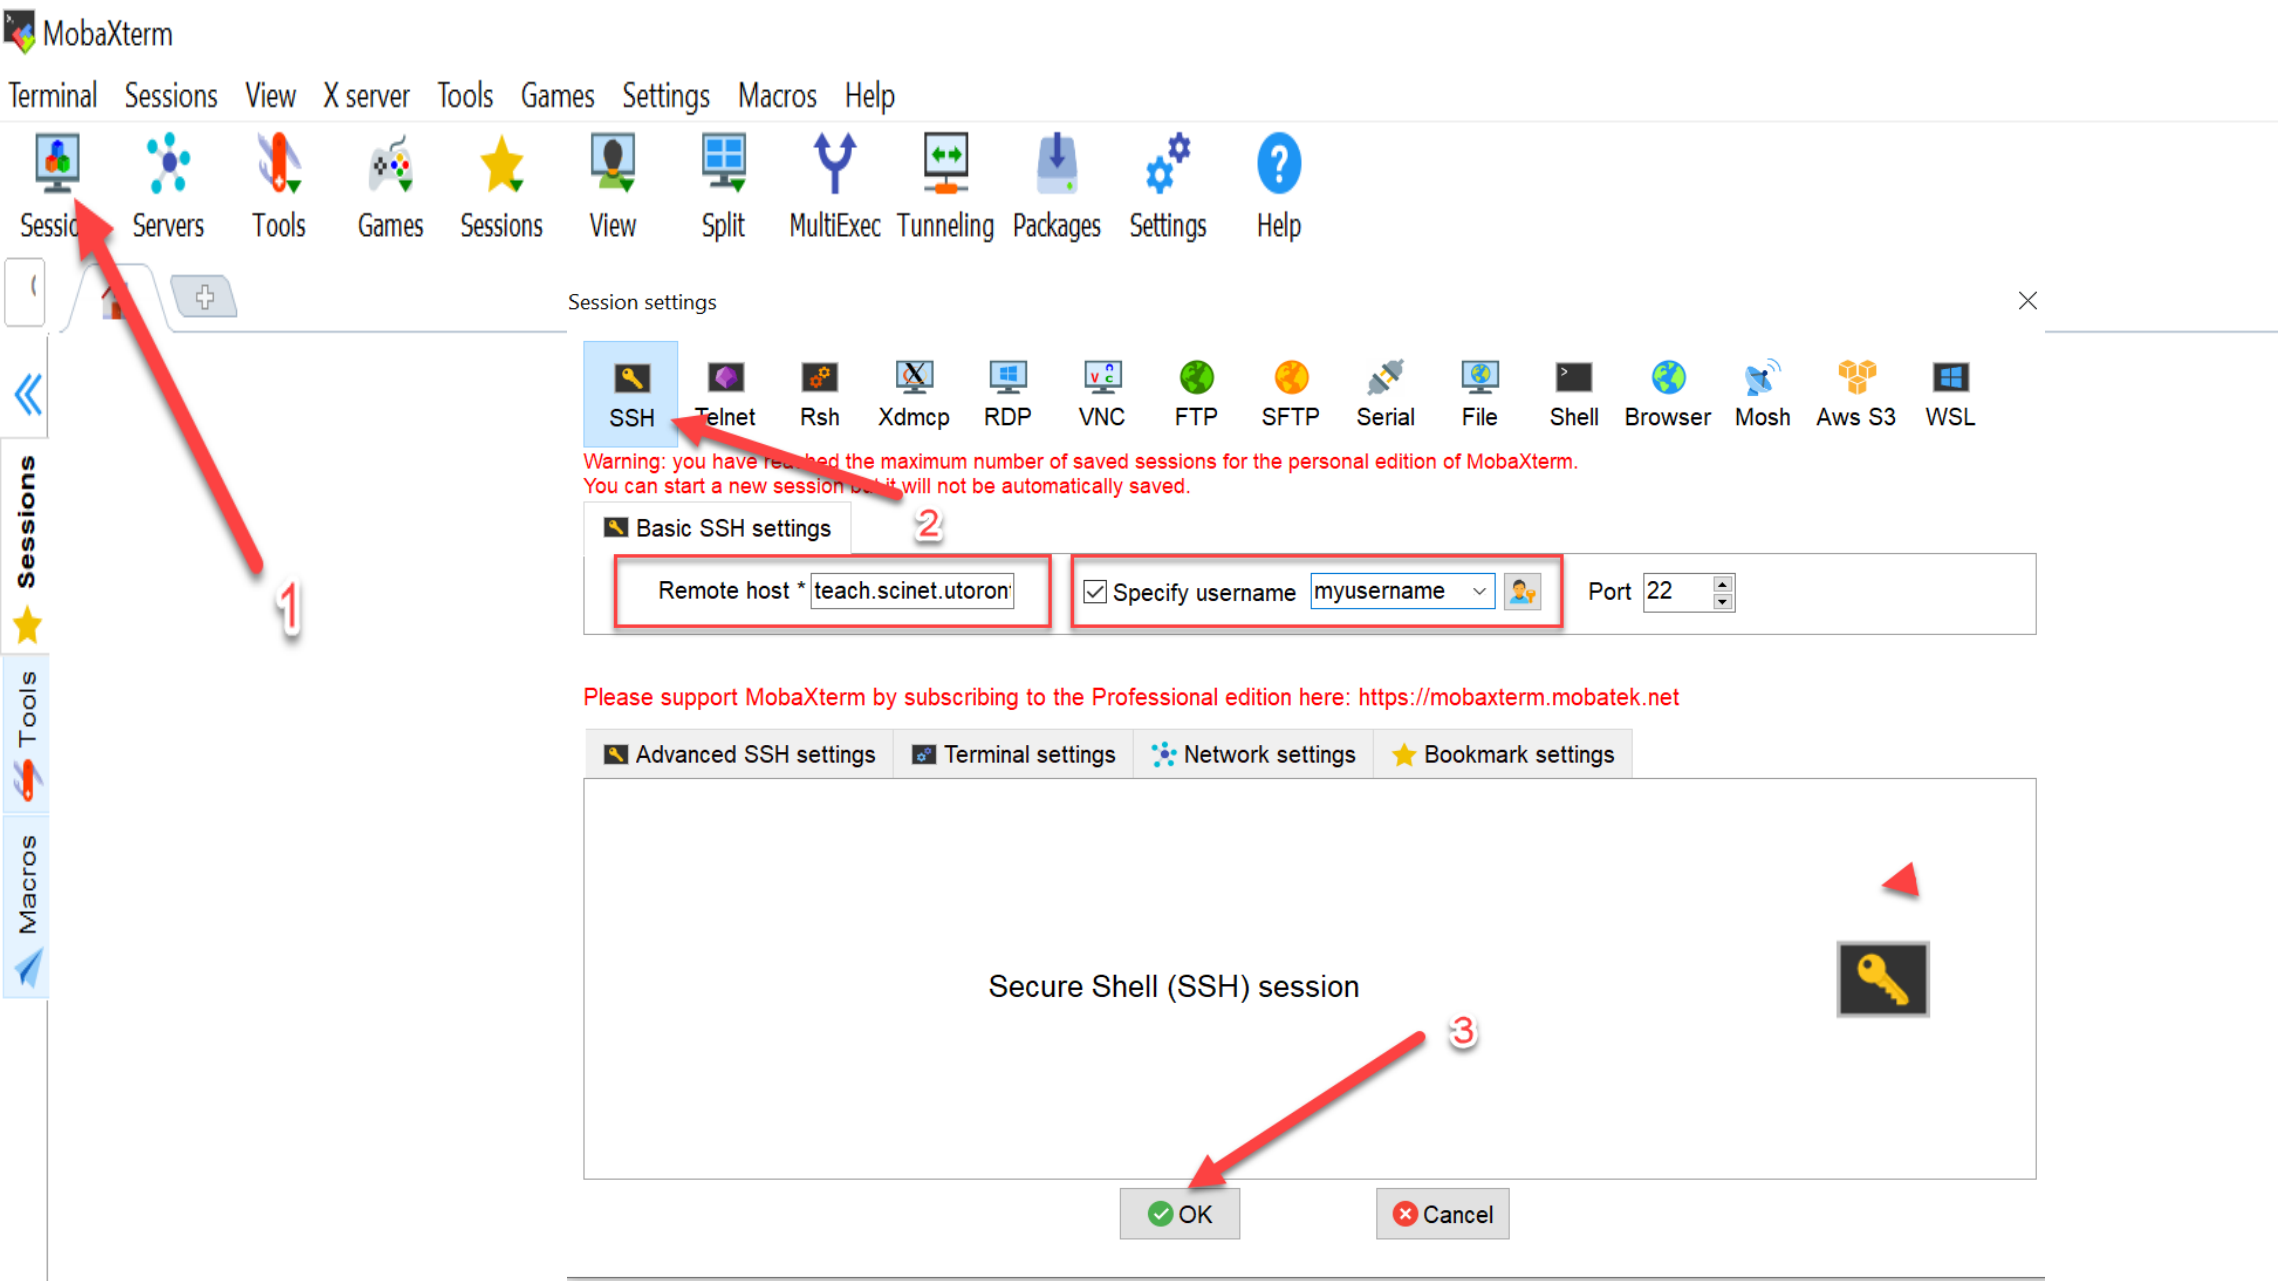 MobaXterm
Terminal Sessions View X server Tools Games Settings Macros Help
Servers Tools Games Sessions View Split MultiExec Tunneling Packages Settings Help
Session settings
SSH Telnet Rsh Xdmcp RDP VNC FTP SFTP Serial File Shell Browser Mosh Aws S3 WSL
Warning: you have reached the maximum number of saved sessions for the personal edition of MobaXterm.
You can start a new session but it will not be automatically saved.
2
Basic SSH settings
Remote host * teach.scinet.utoron
Specify username myusername
Port 22
1
Please support MobaXterm by subscribing to the Professional edition here: https://mobaxterm.mobatek.net
Advanced SSH settings Terminal settings Network settings Bookmark settings
Secure Shell (SSH) session
3
OK Cancel
Sessions
Tools
Macros